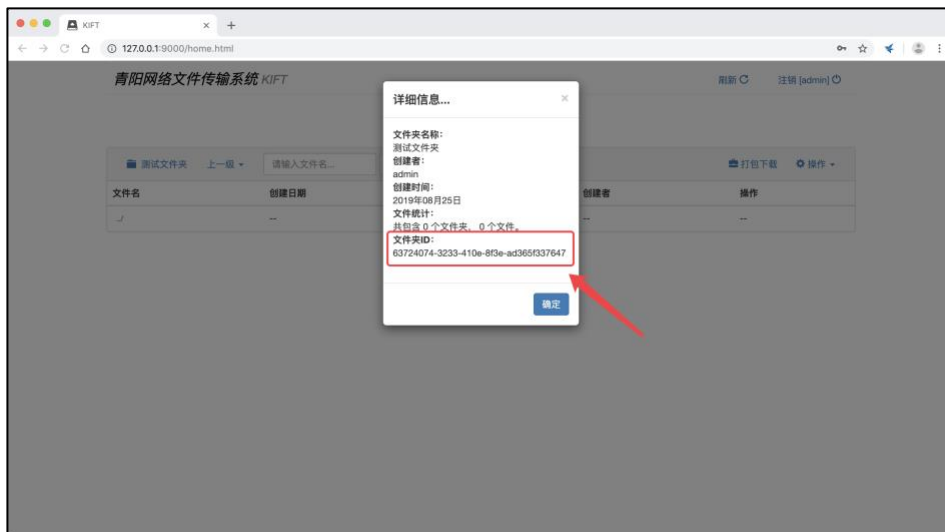 KIFT
127.0.0.1:9000/home.html
青阳网络文件传输系统 KIFT
刷新
注销 [admin]
测试文件夹
上一级
请输入文件名...
打包下载
操作
文件名
创建日期
创建者
操作
../
--
--
--
详细信息...
×
文件夹名称：
测试文件夹
创建者：
admin
创建时间：
2019年08月25日
文件统计：
共包含 0 个文件夹、 0 个文件。
文件夹ID：
63724074-3233-410e-8f3e-ad365f337647
确定